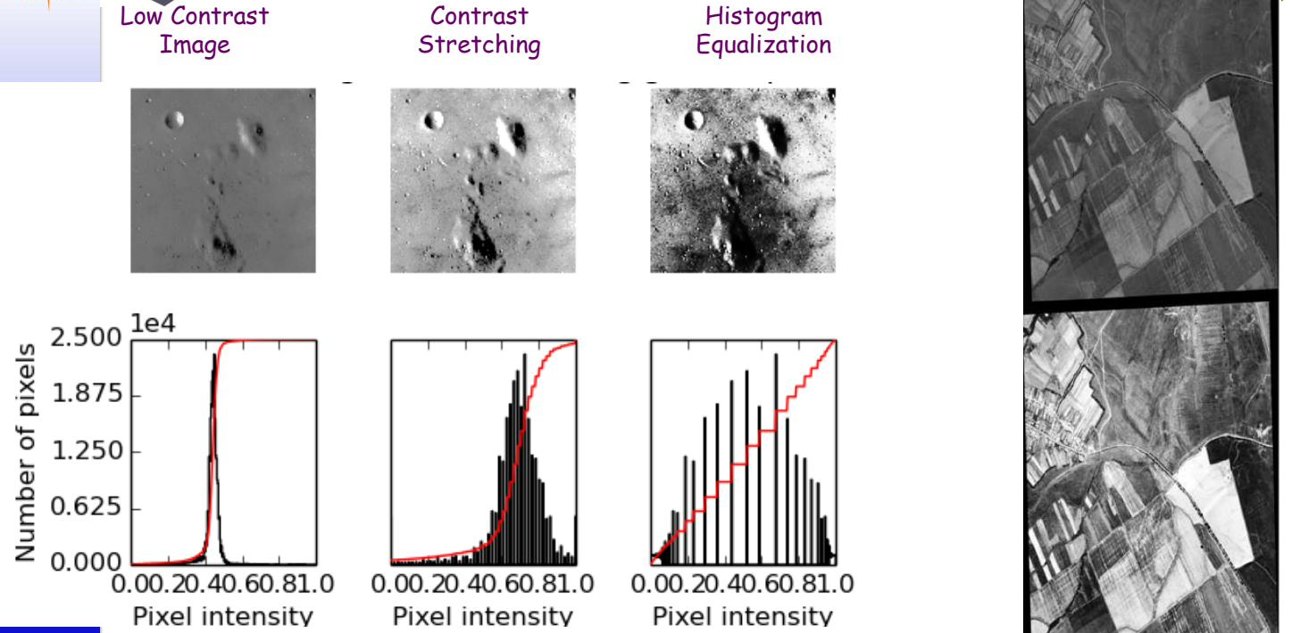 Low Contrast
Image
Contrast
Stretching
Histogram
Equalization
1e4
2.500
1.875
1.250
0.625
0.000
Number of pixels
0.00.20.40.60.81.0
0.00.20.40.60.81.0
0.00.20.40.60.81.0
Pixel intensity
Pixel intensity
Pixel intensity